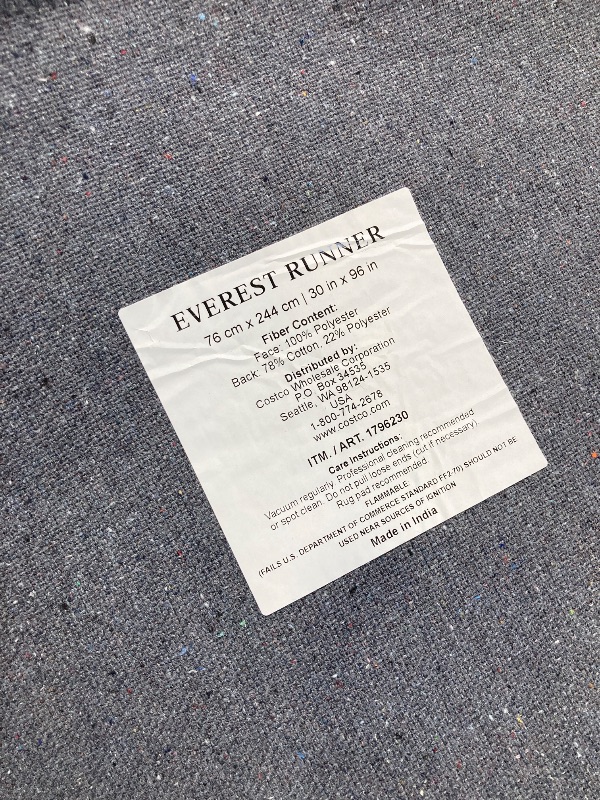 EVEREST RUNNER
76 cm x 244 cm | 30 in x 96 in
Fiber Content:
Face: 100% Polyester
Back: 78% Cotton, 22% Polyester
Distributed by:
Costco Wholesale Corporation
P.O. Box 34535
Seattle, WA 98124-1535
USA
1-800-774-2678
www.costco.com
ITM. / ART. 1796230
Care Instructions:
Vacuum regularly. Professional cleaning recommended
or spot clean. Do not pull loose ends (cut if necessary).
Rug pad recommended.
FLAMMABLE
(FAILS U.S. DEPARTMENT OF COMMERCE STANDARD FF2-70) SHOULD NOT BE
USED NEAR SOURCES OF IGNITION
Made in India